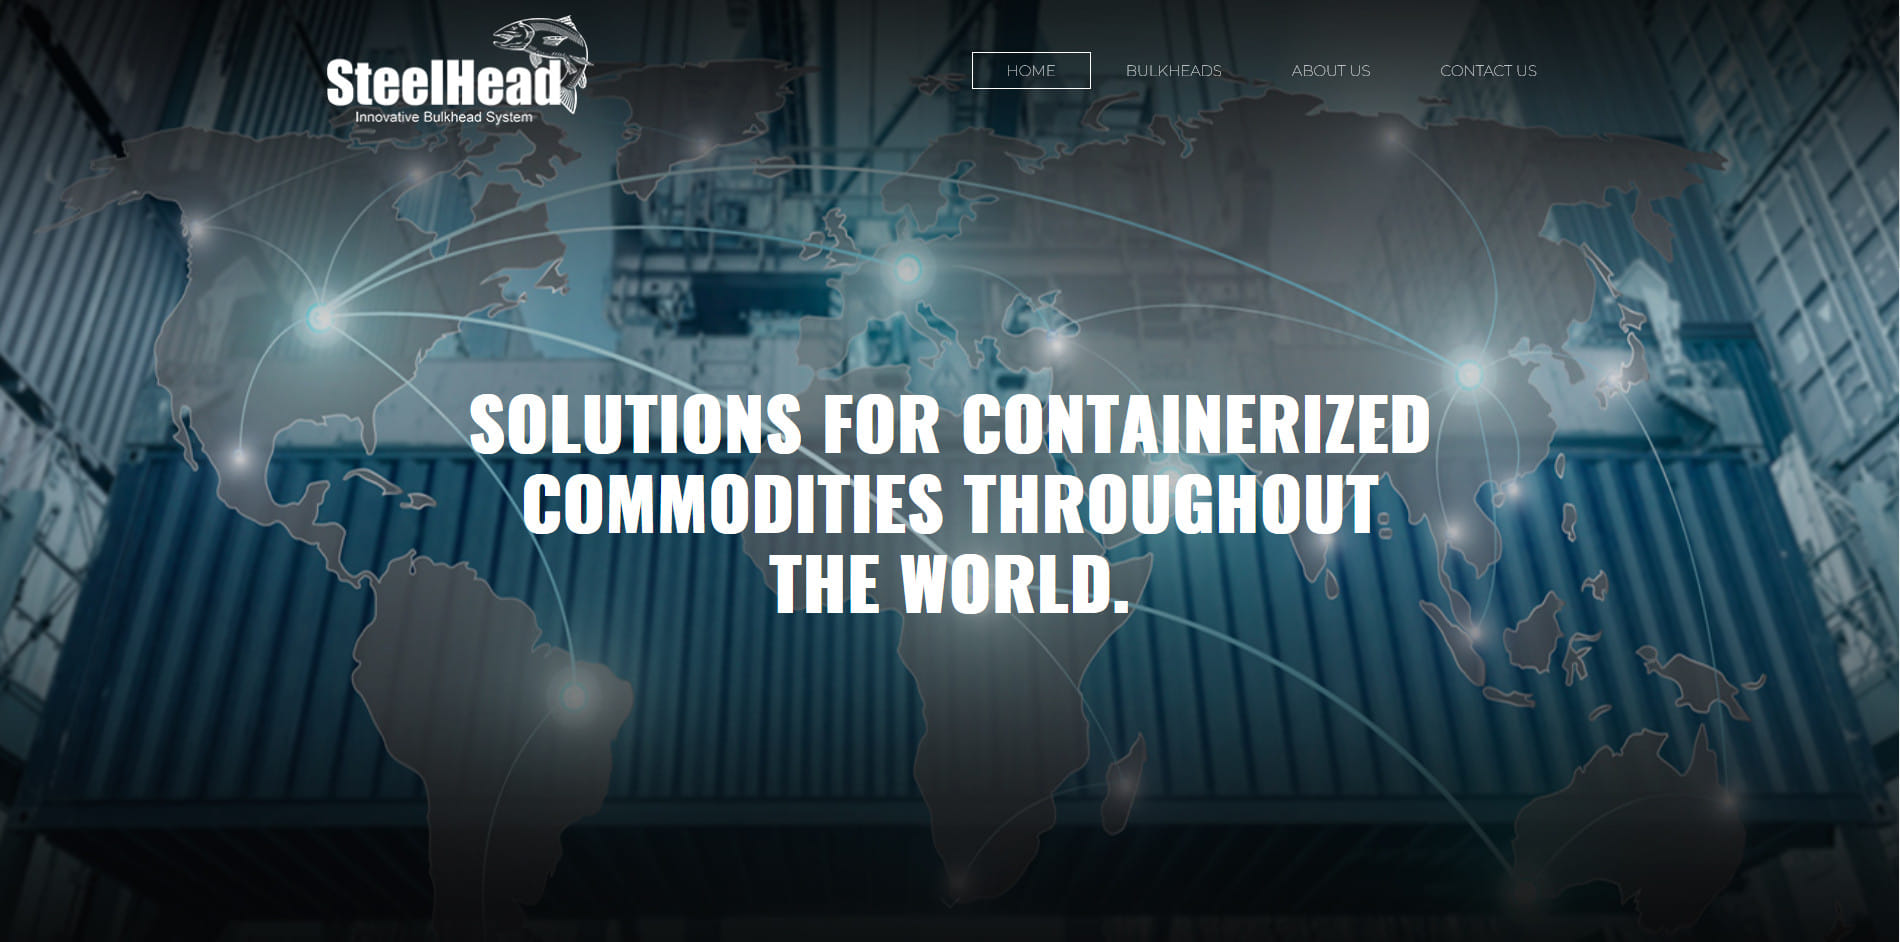 SteelHead
Innovative Bulkhead System
HOME
BULKHEADS
ABOUT US
CONTACT US
SOLUTIONS FOR CONTAINERIZED
COMMODITIES THROUGHOUT
THE WORLD.